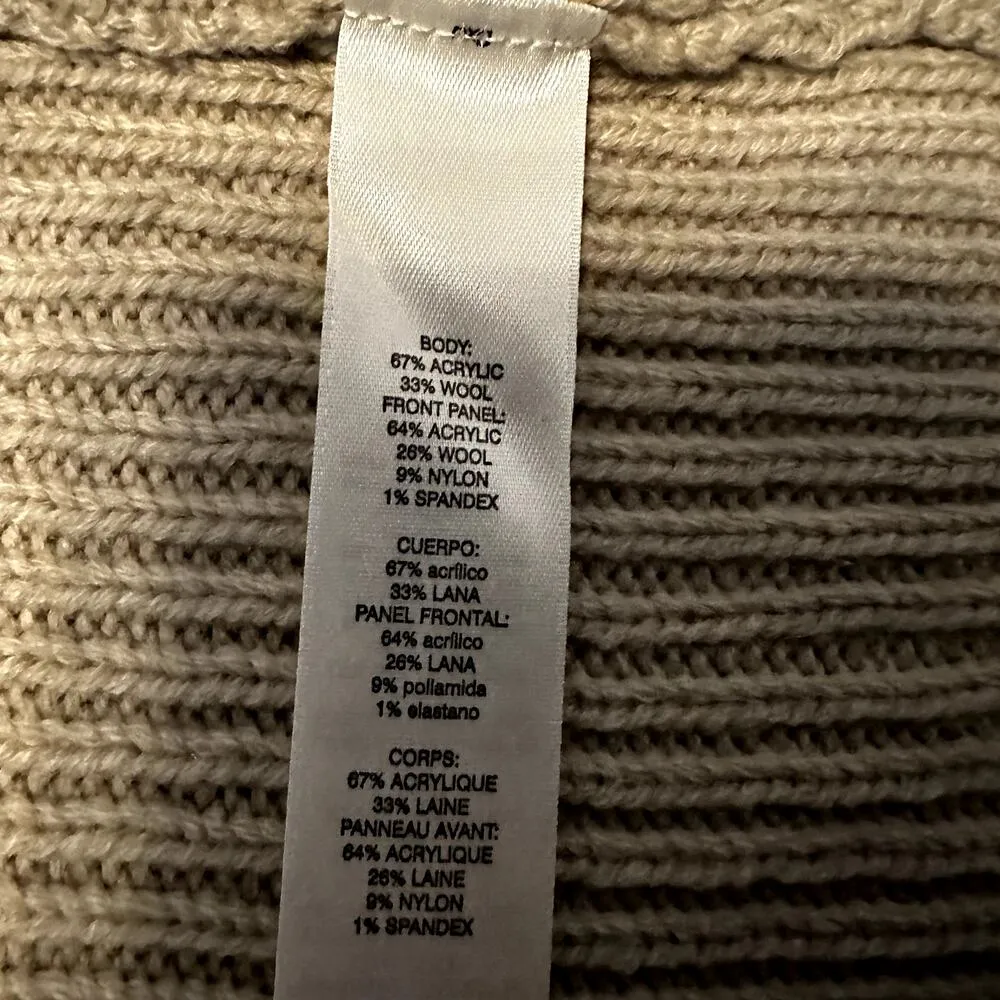 BODY:
67% ACRYLIC
33% WOOL
FRONT PANEL:
64% ACRYLIC
26% WOOL
9% NYLON
1% SPANDEX
CUERPO:
67% acrílico
33% LANA
PANEL FRONTAL:
64% acrílico
26% LANA
9% poliamida
1% elastano
CORPS:
67% ACRYLIQUE
33% LAINE
PANNEAU AVANT:
64% ACRYLIQUE
26% LAINE
9% NYLON
1% SPANDEX